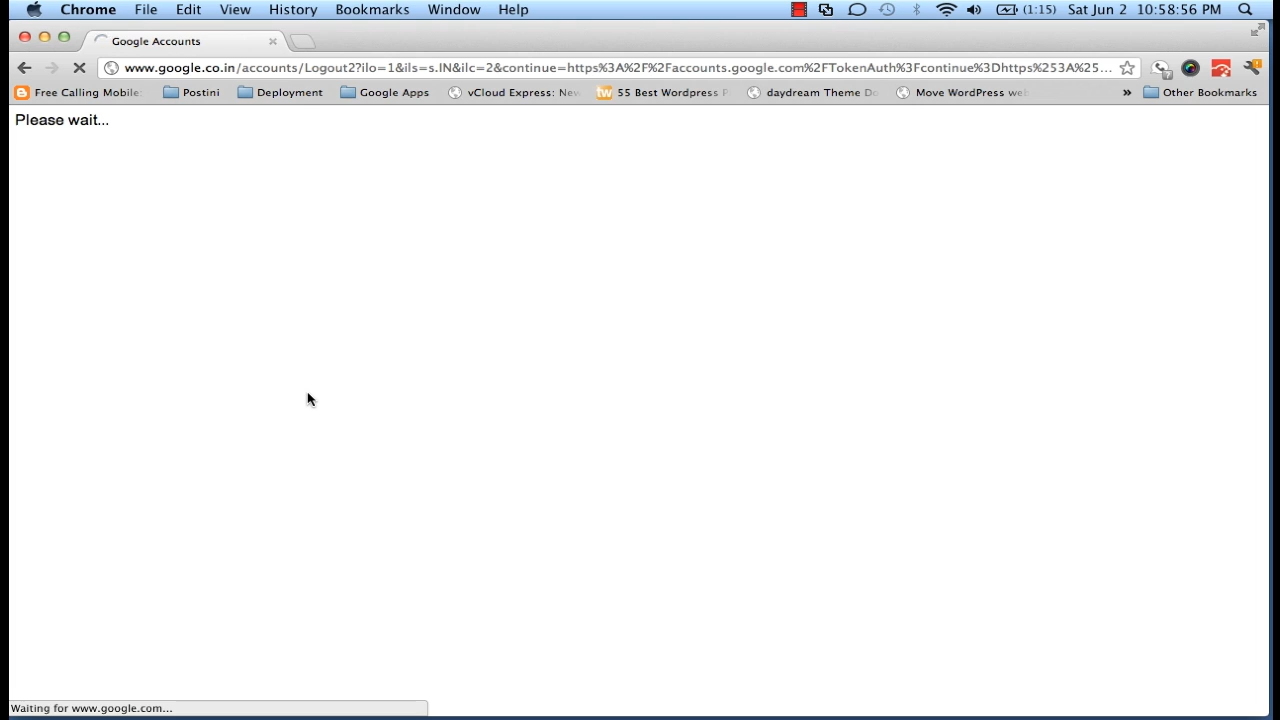 Chrome File Edit View History Bookmarks Window Help (1:15) Sat Jun 2 10:58:56 PM
Google Accounts
www.google.co.in/accounts/Logout2?ilo=1&ils=s.IN&ilc=2&continue=https%3A%2F%2Faccounts.google.com%2FTokenAuth%3Fcontinue%3Dhttps%253A%25...
Free Calling Mobile: Postini Deployment Google Apps vCloud Express: New 55 Best Wordpress P daydream Theme Do Move WordPress web » Other Bookmarks
Please wait...
Waiting for www.google.com...